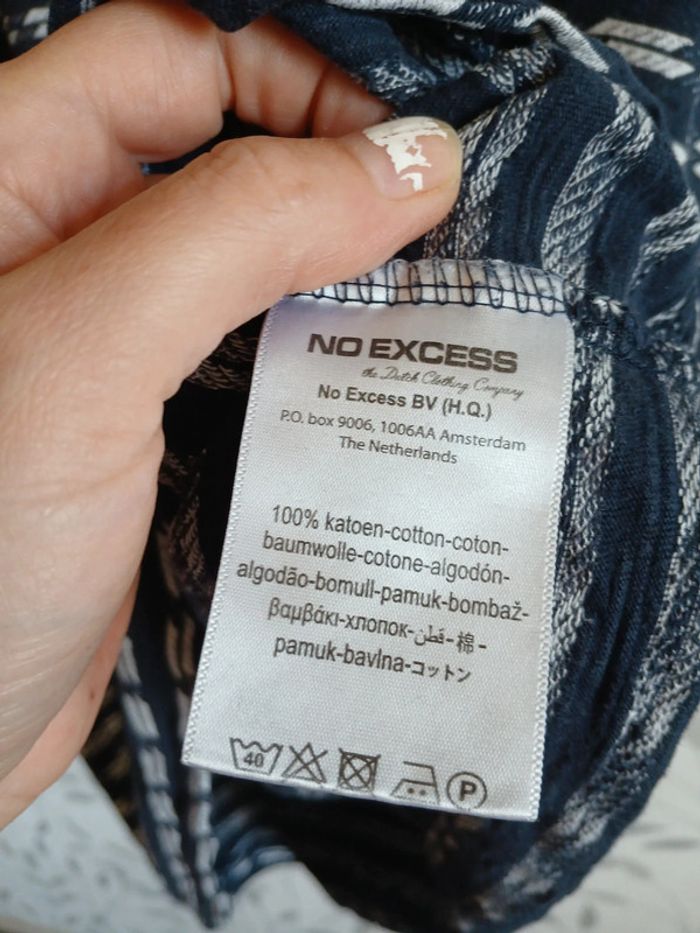 NO EXCESS
the Dutch Clothing Company
No Excess BV (H.Q.)
P.O. box 9006, 1006AA Amsterdam
The Netherlands
100% katoen-cotton-coton-
baumwolle-cotone-algodón-
algodão-bomull-pamuk-bombaž-
βαμβάκι-хлопок-قطن-棉-
pamuk-bavlna-コットン
40 P